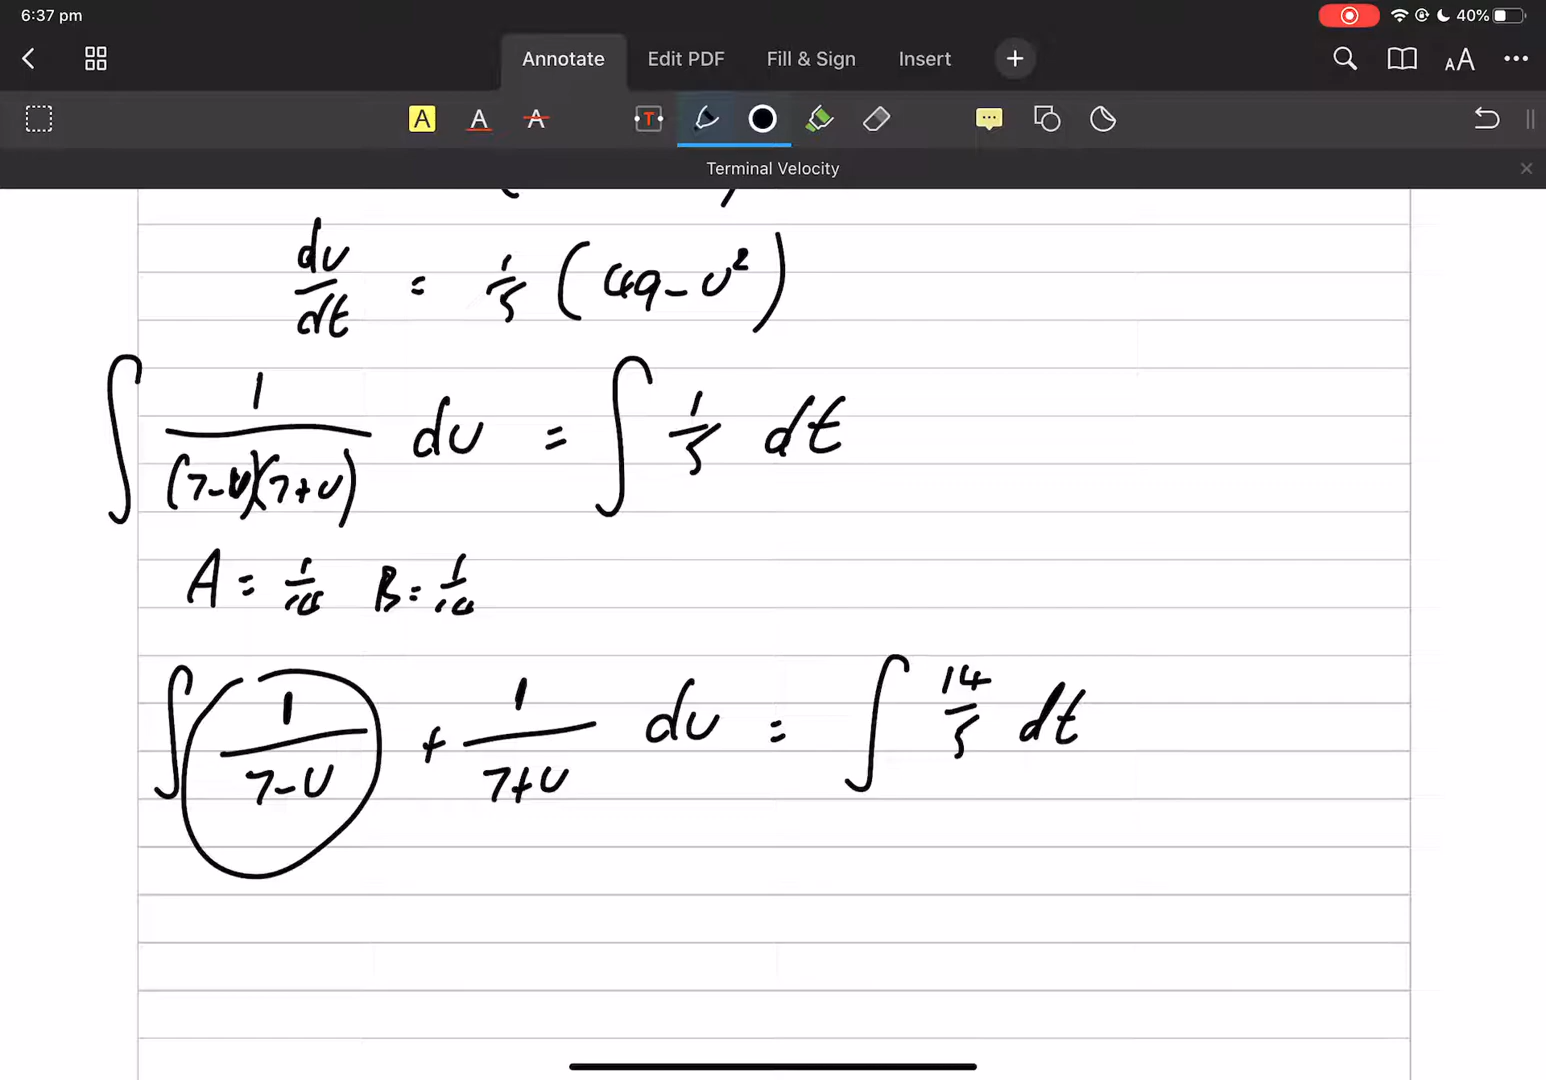 6:37 pm
40%
Annotate Edit PDF Fill & Sign Insert
A A A T AA
Terminal Velocity
dv/dt = 1/5 (49-v²)
∫ 1/((7-v)(7+v)) dv = ∫ 1/5 dt
A = 1/14 B = 1/14
∫ 1/(7-v) + 1/(7+v) dv = ∫ 14/5 dt